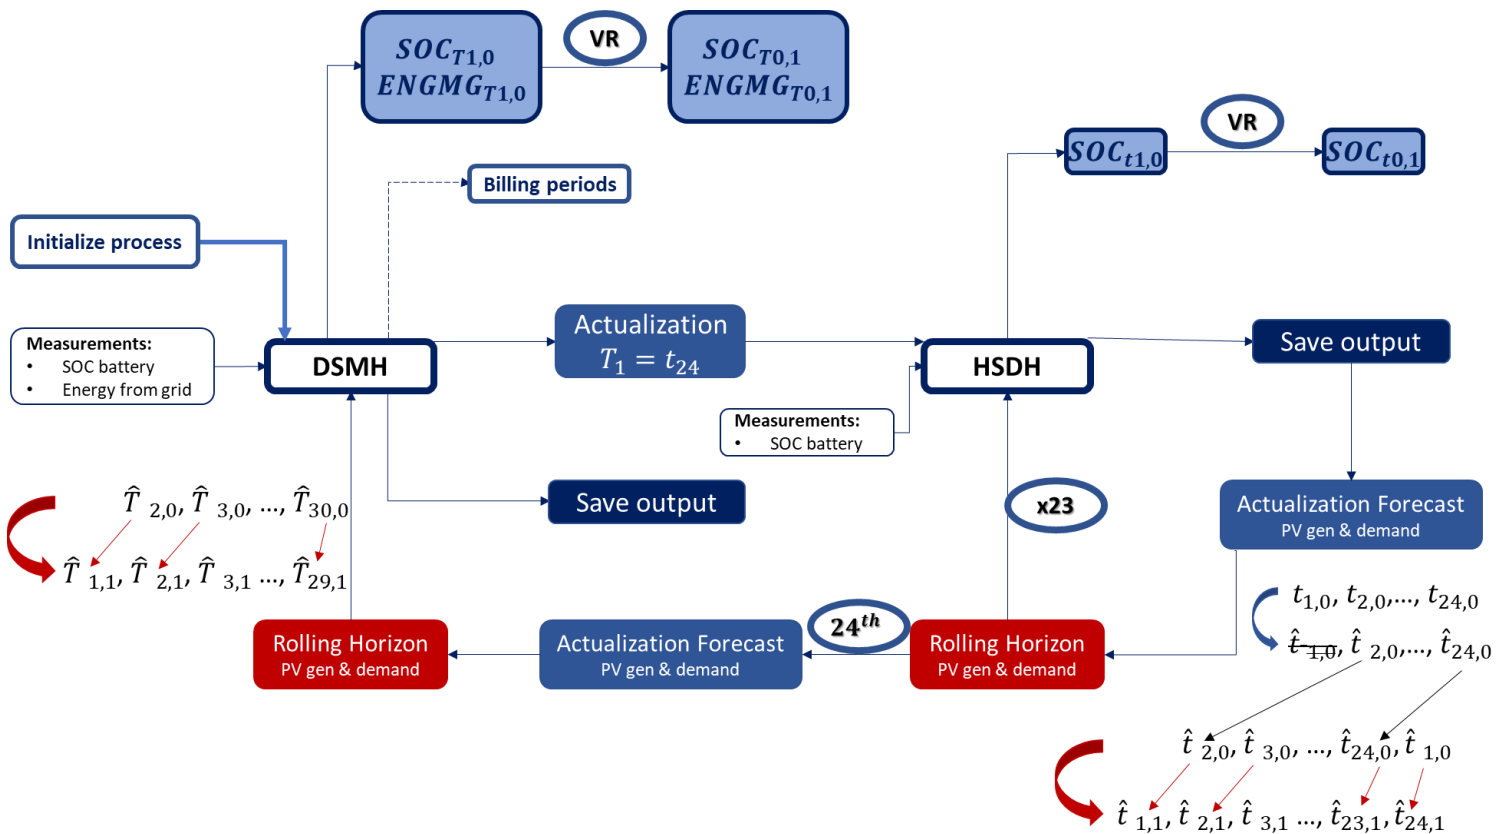 SOC_{T1,0}
ENGMG_{T1,0}
VR
SOC_{T0,1}
ENGMG_{T0,1}
VR
SOC_{t1,0}
SOC_{t0,1}
Billing periods
Initialize process
Actualization
T_1 = t_{24}
Measurements:
• SOC battery
• Energy from grid
DSMH
HSDH
Save output
Measurements:
• SOC battery
Save output
x23
Actualization Forecast
PV gen & demand
T̂_{2,0}, T̂_{3,0}, ..., T̂_{30,0}
T̂_{1,1}, T̂_{2,1}, T̂_{3,1} ..., T̂_{29,1}
Rolling Horizon
PV gen & demand
Actualization Forecast
PV gen & demand
24^{th}
Rolling Horizon
PV gen & demand
t_{1,0}, t_{2,0},..., t_{24,0}
t̂_{1,0}, t̂_{2,0},..., t̂_{24,0}
t̂_{2,0}, t̂_{3,0}, ..., t̂_{24,0}, t̂_{1,0}
t̂_{1,1}, t̂_{2,1}, t̂_{3,1} ..., t̂_{23,1}, t̂_{24,1}